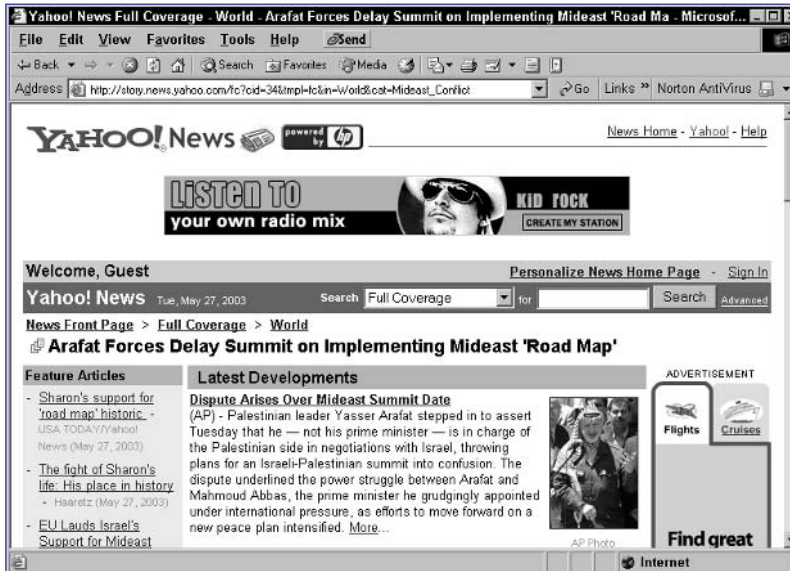 Yahoo! News Full Coverage - World - Arafat Forces Delay Summit on Implementing Mideast 'Road Ma - Microsof...
File Edit View Favorites Tools Help Send
Back Search Favorites Media
Address http://story.news.yahoo.com/fc?cid=34&tmpl=fc&in=World&cat=Mideast_Conflict Go Links » Norton AntiVirus
YAHOO! News powered by hp
News Home - Yahoo! - Help
LiSTEN TO
your own radio mix
KiD ROCK
CREATE MY STATION
Welcome, Guest
Personalize News Home Page - Sign In
Yahoo! News Tue, May 27, 2003 Search Full Coverage for Search Advanced
News Front Page > Full Coverage > World
Arafat Forces Delay Summit on Implementing Mideast 'Road Map'
Feature Articles
- Sharon's support for
'road map' historic -
USA TODAY/Yahoo!
News (May 27, 2003)
- The fight of Sharon's
life: His place in history
- Haaretz (May 27, 2003)
- EU Lauds Israel's
Support for Mideast
Latest Developments
Dispute Arises Over Mideast Summit Date
(AP) - Palestinian leader Yasser Arafat stepped in to assert
Tuesday that he — not his prime minister — is in charge of
the Palestinian side in negotiations with Israel, throwing
plans for an Israeli-Palestinian summit into confusion. The
dispute underlined the power struggle between Arafat and
Mahmoud Abbas, the prime minister he grudgingly appointed
under international pressure, as efforts to move forward on a
new peace plan intensified. More...
AP Photo
ADVERTISEMENT
Flights Cruises
Find great
Internet